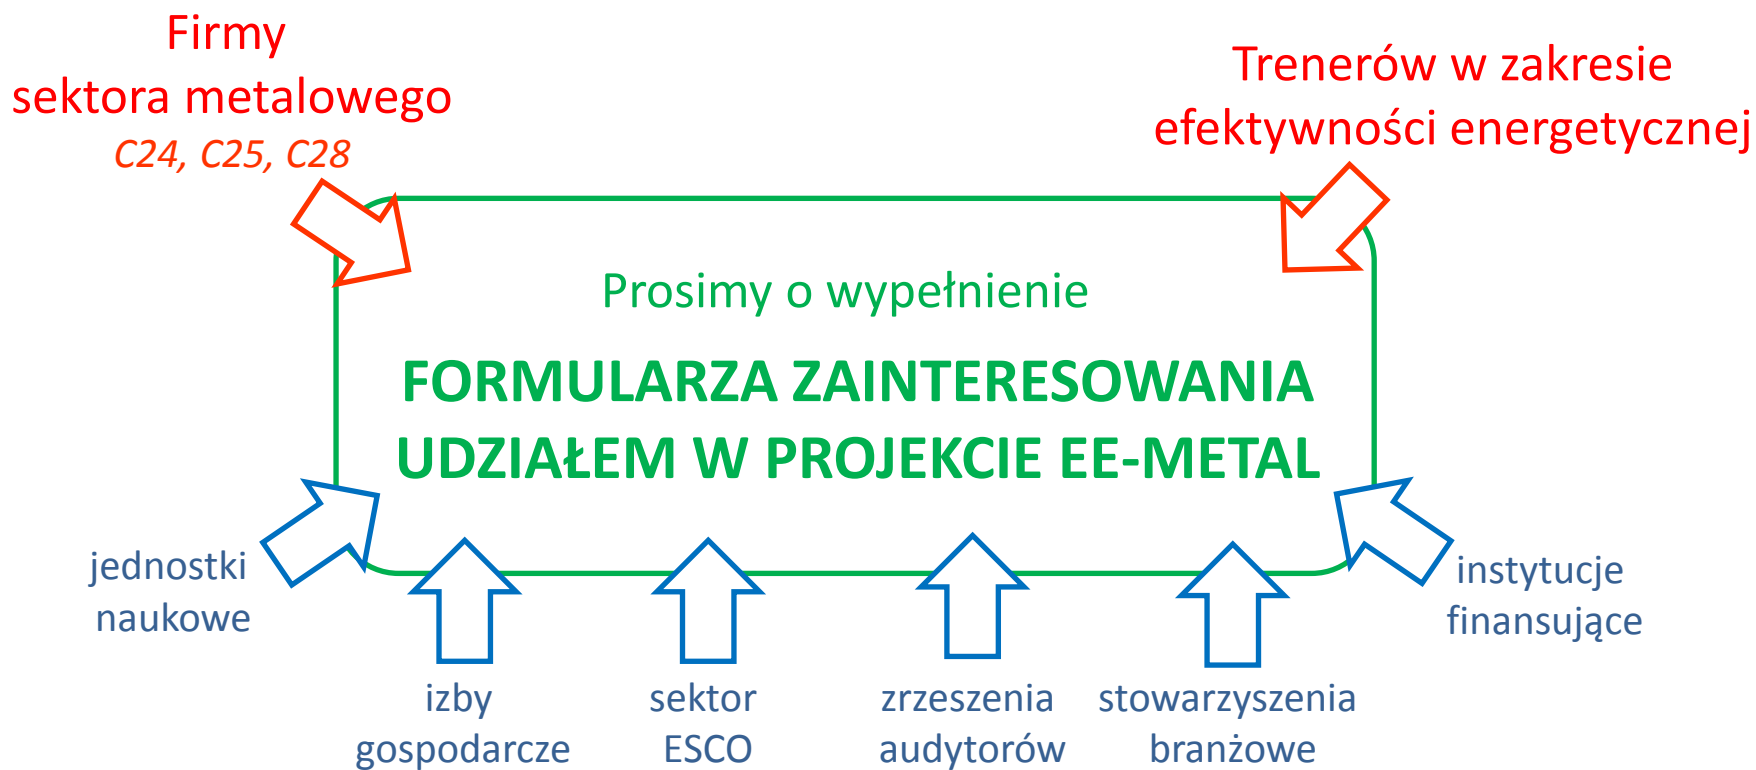 Firmy
sektora metalowego
C24, C25, C28
Trenerów w zakresie
efektywności energetycznej
Prosimy o wypełnienie
FORMULARZA ZAINTERESOWANIA
UDZIAŁEM W PROJEKCIE EE-METAL
jednostki
naukowe
izby
gospodarcze
sektor
ESCO
zrzeszenia
audytorów
stowarzyszenia
branżowe
instytucje
finansujące